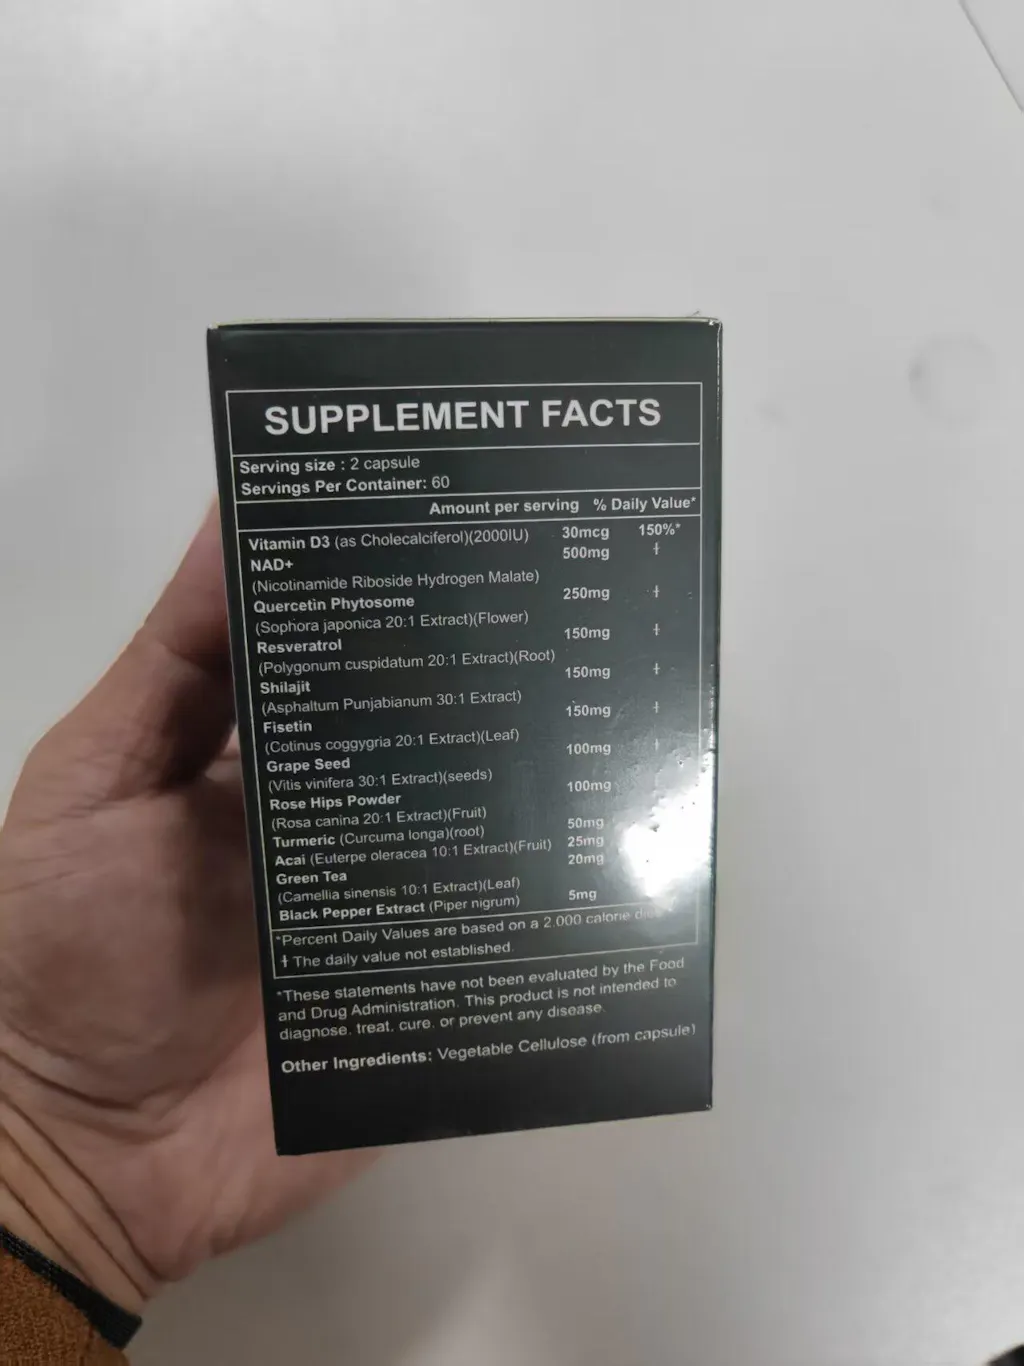 SUPPLEMENT FACTS
Serving size : 2 capsule
Servings Per Container: 60
Amount per serving % Daily Value*
Vitamin D3 (as Cholecalciferol)(2000IU) 30mcg 150%*
NAD+ 500mg ⸸
(Nicotinamide Riboside Hydrogen Malate)
Quercetin Phytosome 250mg ⸸
(Sophora japonica 20:1 Extract)(Flower)
Resveratrol 150mg ⸸
(Polygonum cuspidatum 20:1 Extract)(Root)
Shilajit 150mg ⸸
(Asphaltum Punjabianum 30:1 Extract)
Fisetin 150mg ⸸
(Cotinus coggygria 20:1 Extract)(Leaf)
Grape Seed 100mg
(Vitis vinifera 30:1 Extract)(seeds)
Rose Hips Powder 100mg
(Rosa canina 20:1 Extract)(Fruit)
Turmeric (Curcuma longa)(root) 50mg
Acai (Euterpe oleracea 10:1 Extract)(Fruit) 25mg
Green Tea 20mg
(Camellia sinensis 10:1 Extract)(Leaf)
Black Pepper Extract (Piper nigrum) 5mg
*Percent Daily Values are based on a 2.000 calorie
⸸ The daily value not established.
*These statements have not been evaluated by the Food
and Drug Administration. This product is not intended to
diagnose. treat. cure. or prevent any disease.
Other Ingredients: Vegetable Cellulose (from capsule)